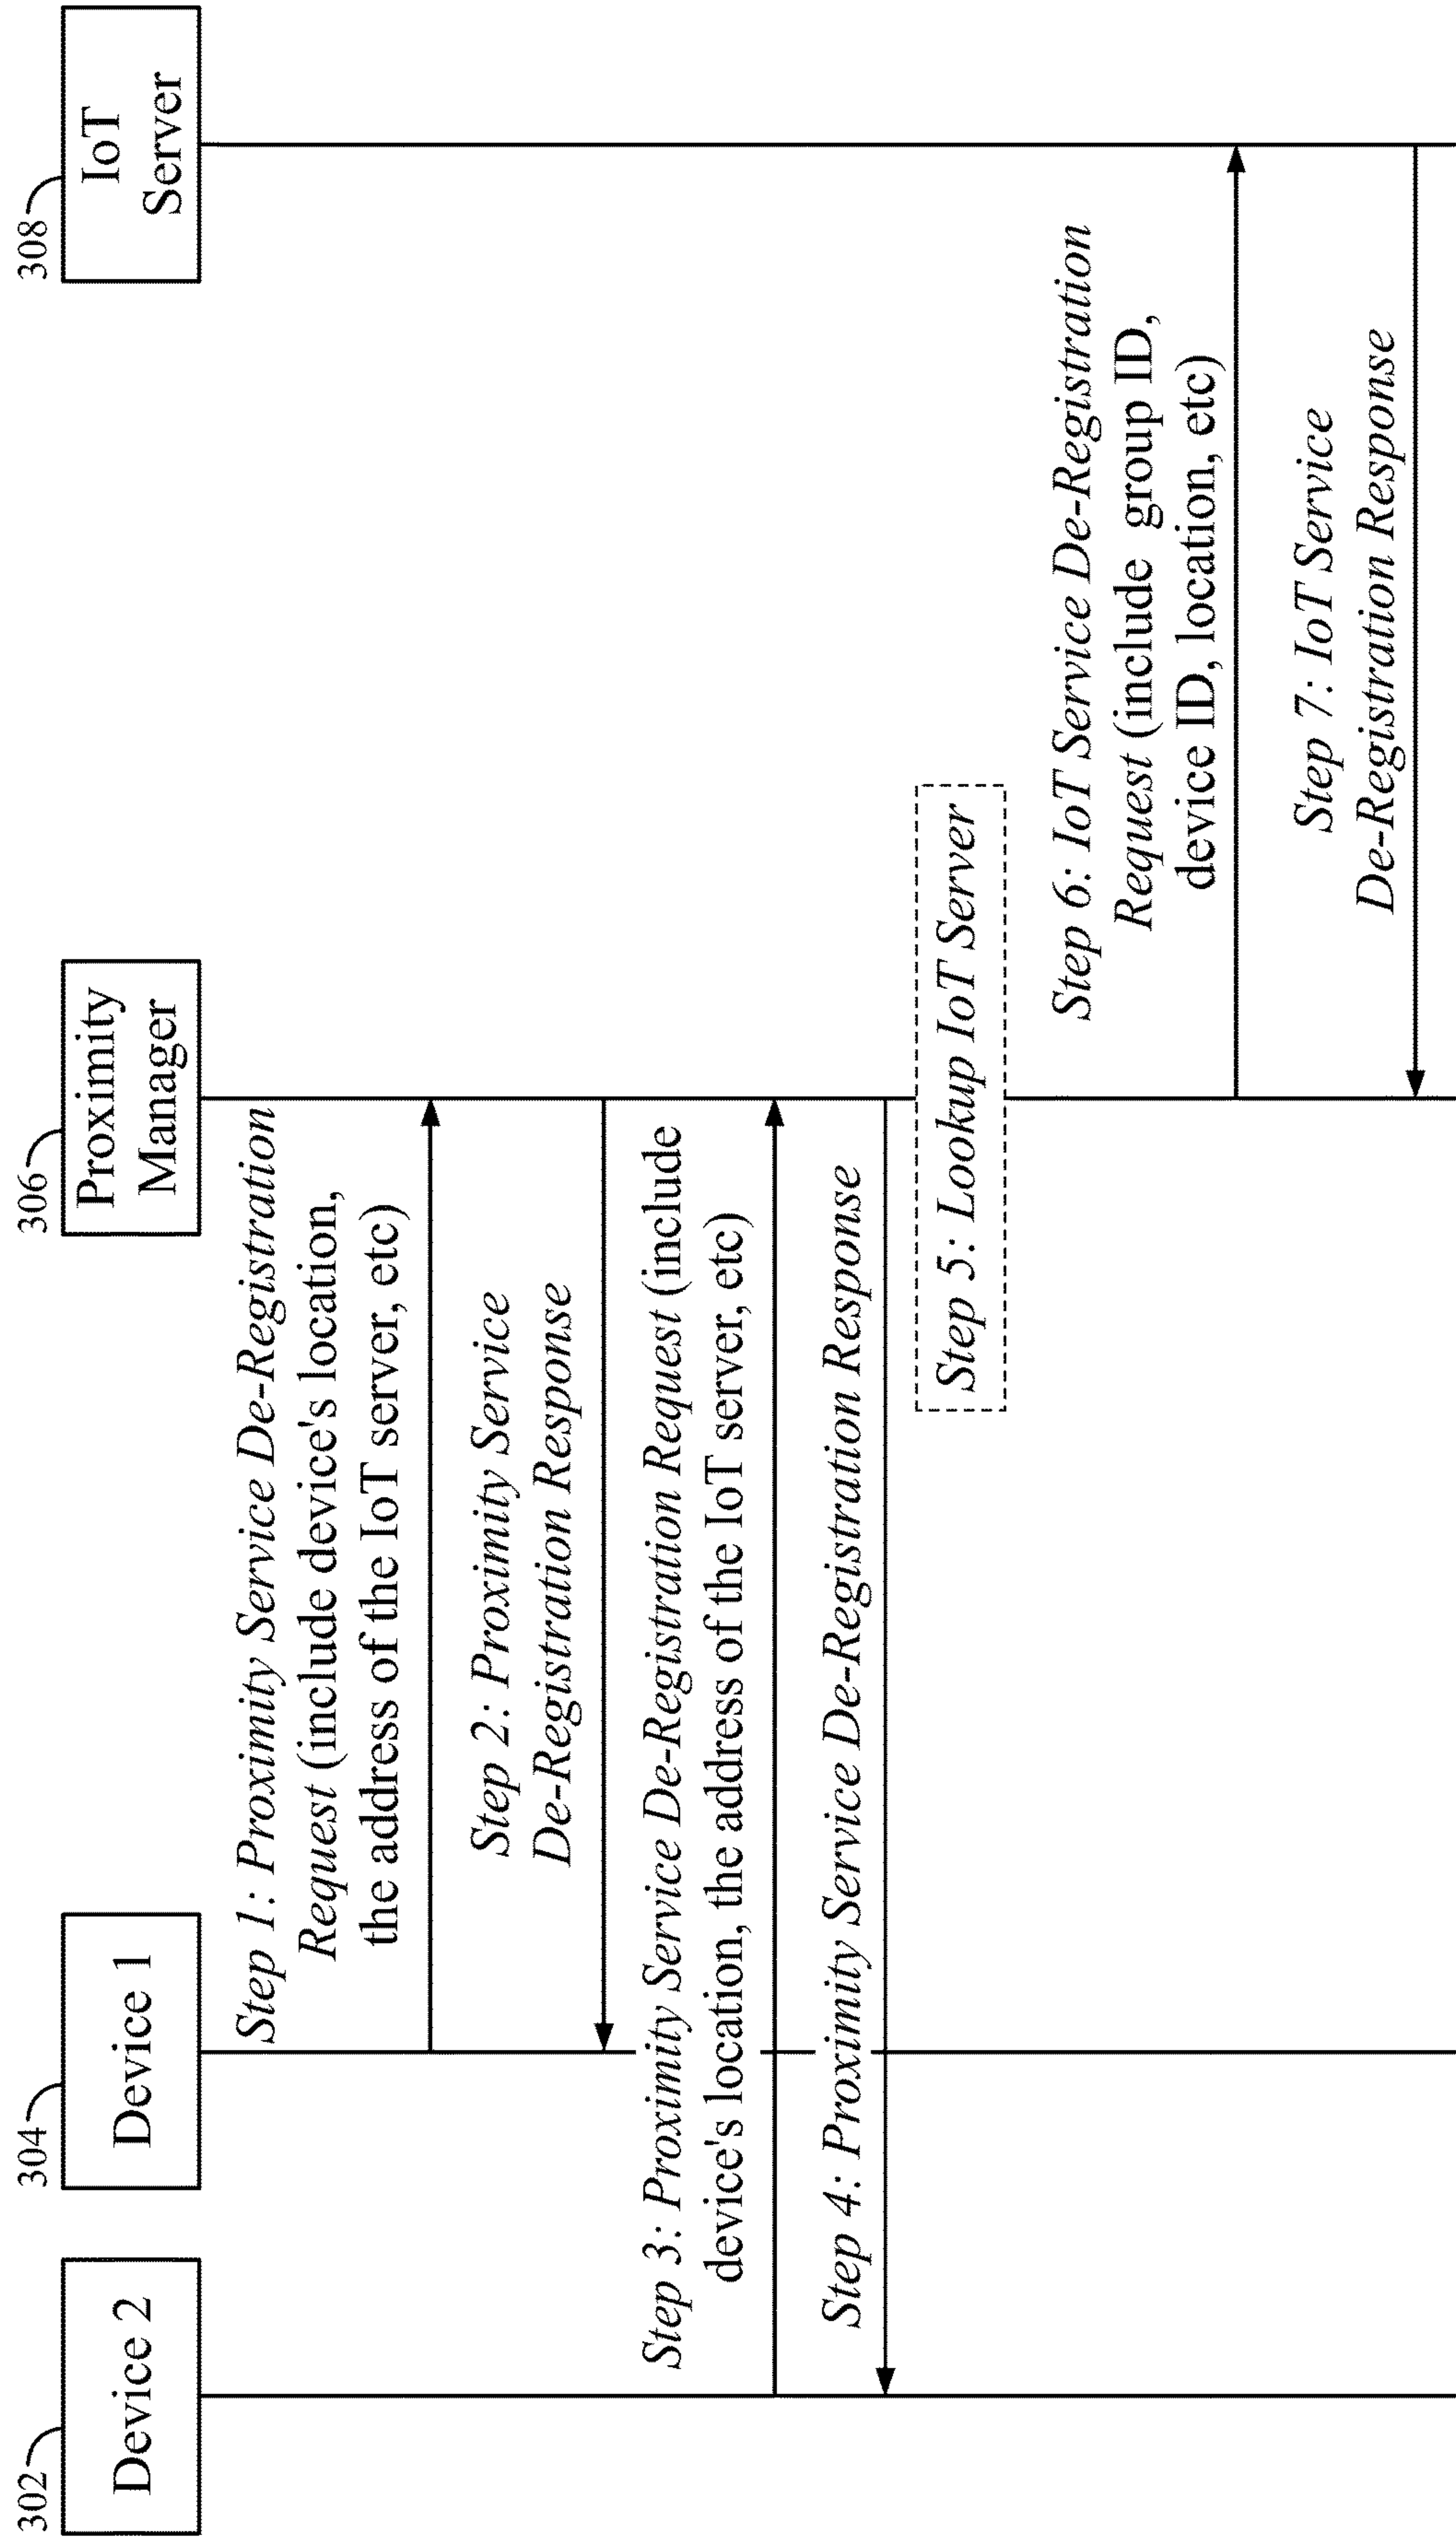 302
Device 2
304
Device 1
306
Proximity
Manager
308
IoT
Server
Step 1: Proximity Service De-Registration
Request (include device's location,
the address of the IoT server, etc)
Step 2: Proximity Service
De-Registration Response
Step 3: Proximity Service De-Registration Request (include
device's location, the address of the IoT server, etc)
Step 4: Proximity Service De-Registration Response
Step 5: Lookup IoT Server
Step 6: IoT Service De-Registration
Request (include group ID,
device ID, location, etc)
Step 7: IoT Service
De-Registration Response